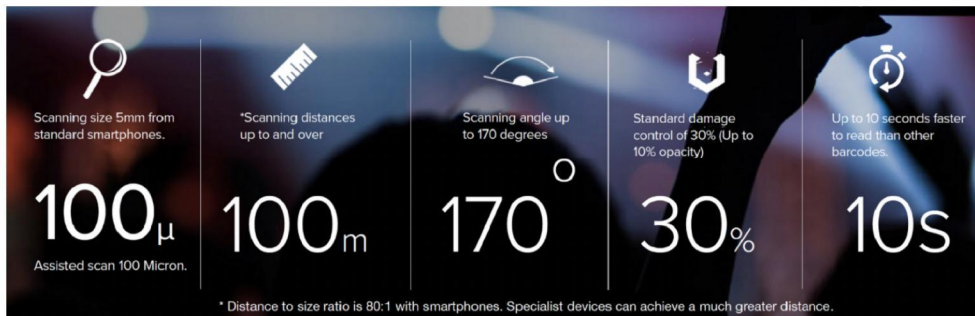 Scanning size 5mm from
standard smartphones.
100μ
Assisted scan 100 Micron.
*Scanning distances
up to and over
100m
Scanning angle up
to 170 degrees
170°
Standard damage
control of 30% (Up to
10% opacity)
30%
Up to 10 seconds faster
to read than other
barcodes.
10s
* Distance to size ratio is 80:1 with smartphones. Specialist devices can achieve a much greater distance.